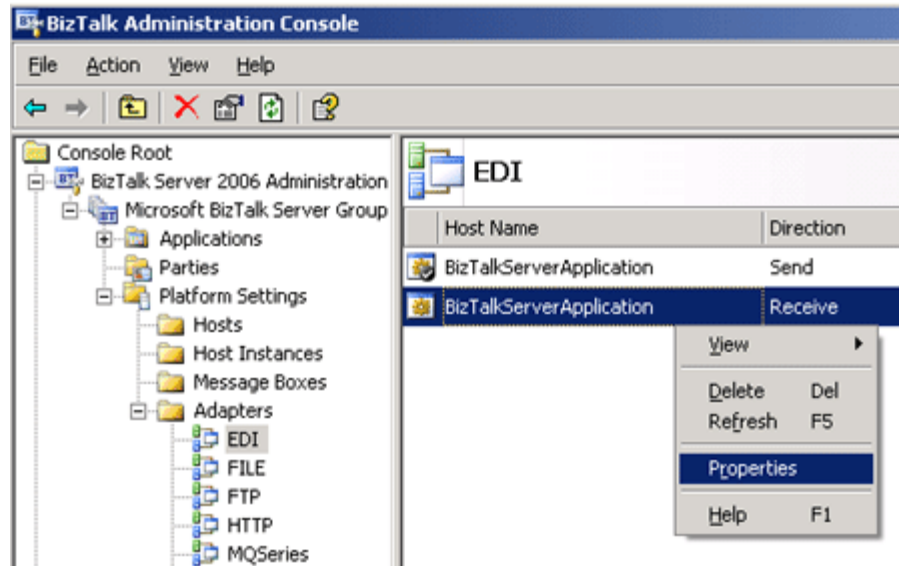 BizTalk Administration Console
File Action View Help
Console Root
BizTalk Server 2006 Administration
Microsoft BizTalk Server Group
Applications
Parties
Platform Settings
Hosts
Host Instances
Message Boxes
Adapters
EDI
FILE
FTP
HTTP
MQSeries
EDI
Host Name Direction
BizTalkServerApplication Send
BizTalkServerApplication Receive
View
Delete Del
Refresh F5
Properties
Help F1